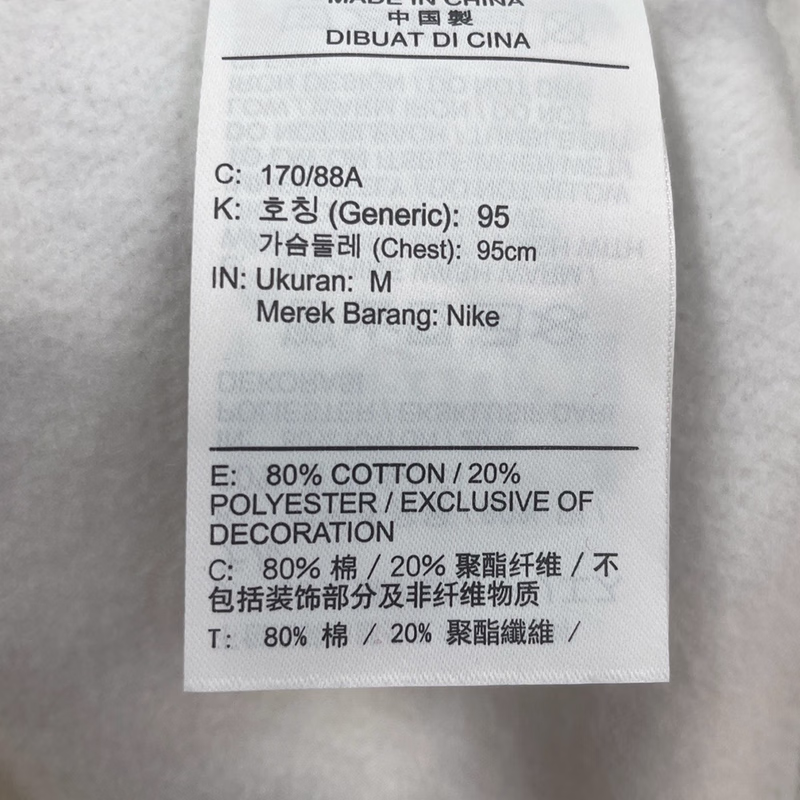 MADE IN CHINA
中国製
DIBUAT DI CINA
C: 170/88A
K: 호칭 (Generic): 95
가슴둘레 (Chest): 95cm
IN: Ukuran: M
Merek Barang: Nike
E: 80% COTTON / 20%
POLYESTER / EXCLUSIVE OF
DECORATION
C: 80% 棉 / 20% 聚酯纤维 / 不
包括装饰部分及非纤维物质
T: 80% 棉 / 20% 聚酯纖維 /